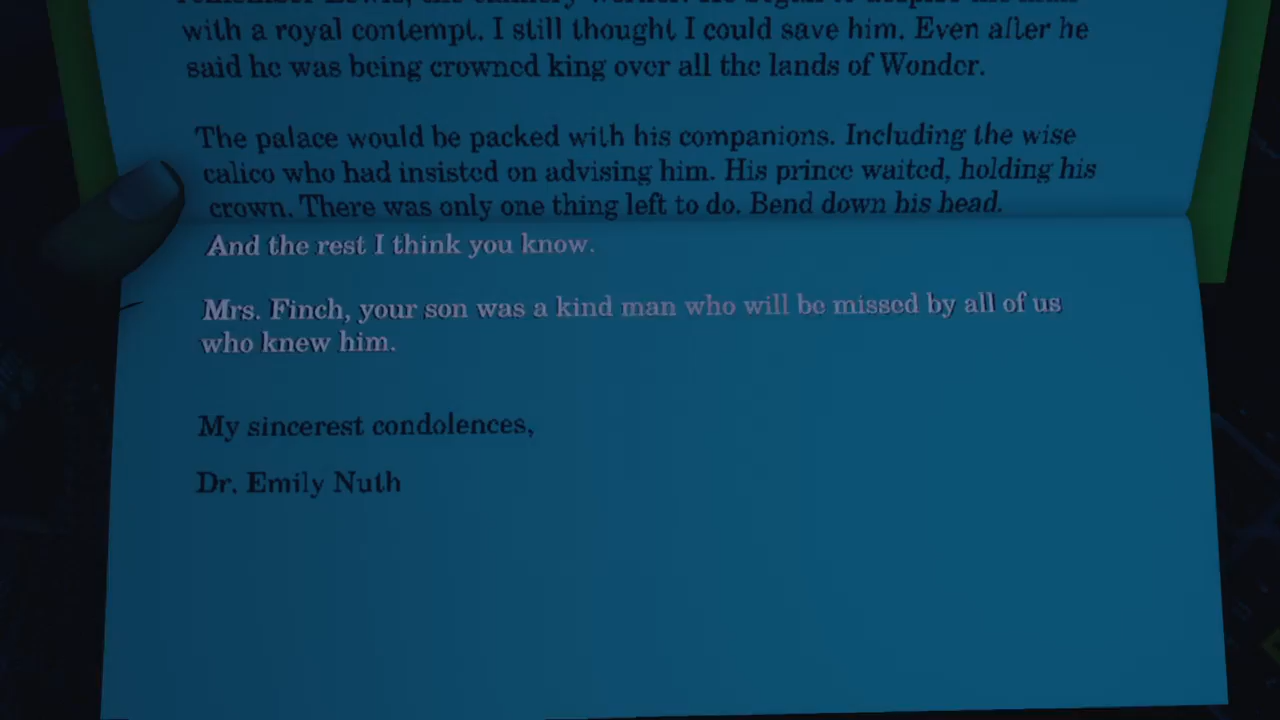 with a royal contempt. I still thought I could save him. Even after he
said he was being crowned king over all the lands of Wonder.
The palace would be packed with his companions. Including the wise
calico who had insisted on advising him. His prince waited, holding his
crown. There was only one thing left to do. Bend down his head.
And the rest I think you know.
Mrs. Finch, your son was a kind man who will be missed by all of us
who knew him.
My sincerest condolences,
Dr. Emily Nuth